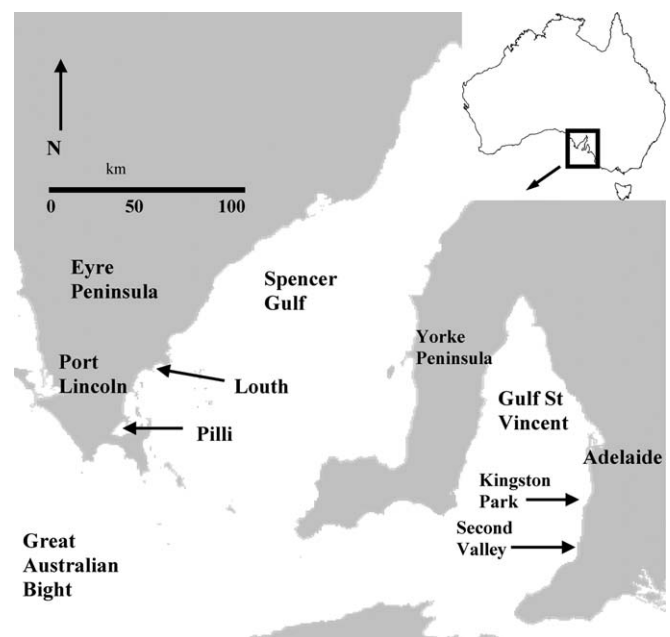 N
km
0 50 100
Eyre
Peninsula
Spencer
Gulf
Port
Lincoln
Louth
Pilli
Yorke
Peninsula
Gulf St
Vincent
Adelaide
Kingston
Park
Second
Valley
Great
Australian
Bight